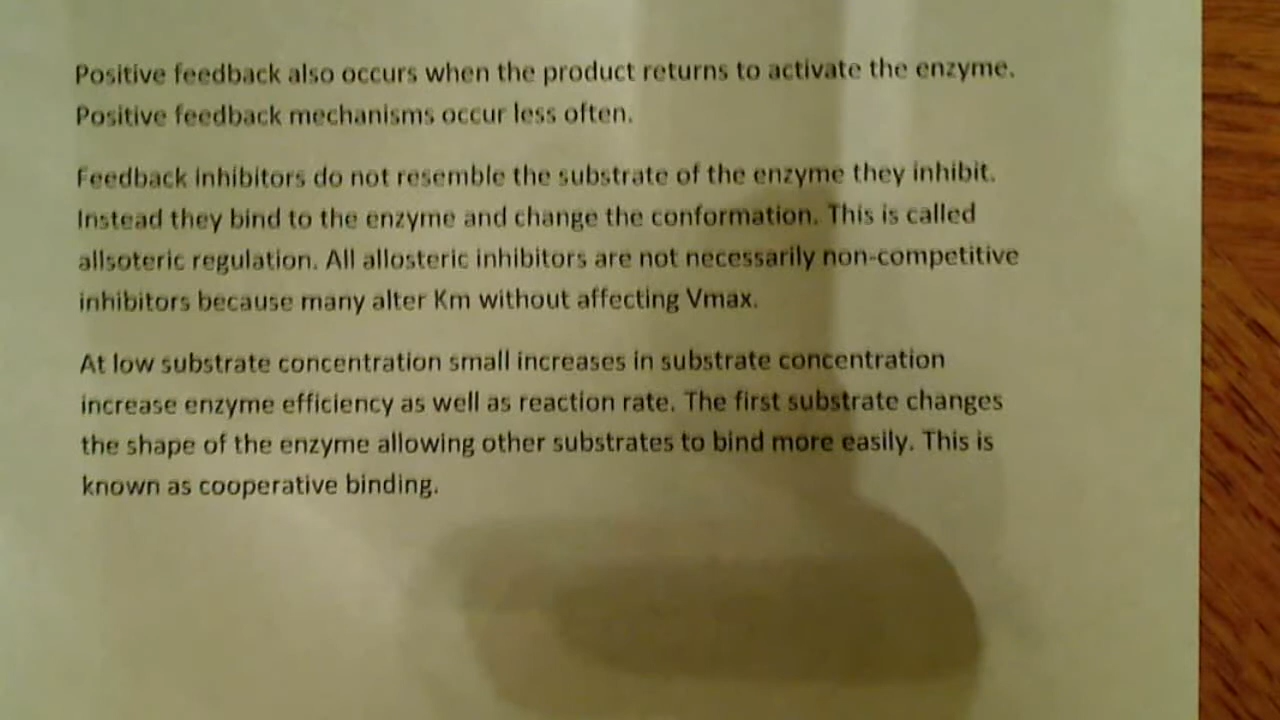 Positive feedback also occurs when the product returns to activate the enzyme.
Positive feedback mechanisms occur less often.
Feedback inhibitors do not resemble the substrate of the enzyme they inhibit.
Instead they bind to the enzyme and change the conformation. This is called
allsoteric regulation. All allosteric inhibitors are not necessarily non-competitive
inhibitors because many alter Km without affecting Vmax.
At low substrate concentration small increases in substrate concentration
increase enzyme efficiency as well as reaction rate. The first substrate changes
the shape of the enzyme allowing other substrates to bind more easily. This is
known as cooperative binding.